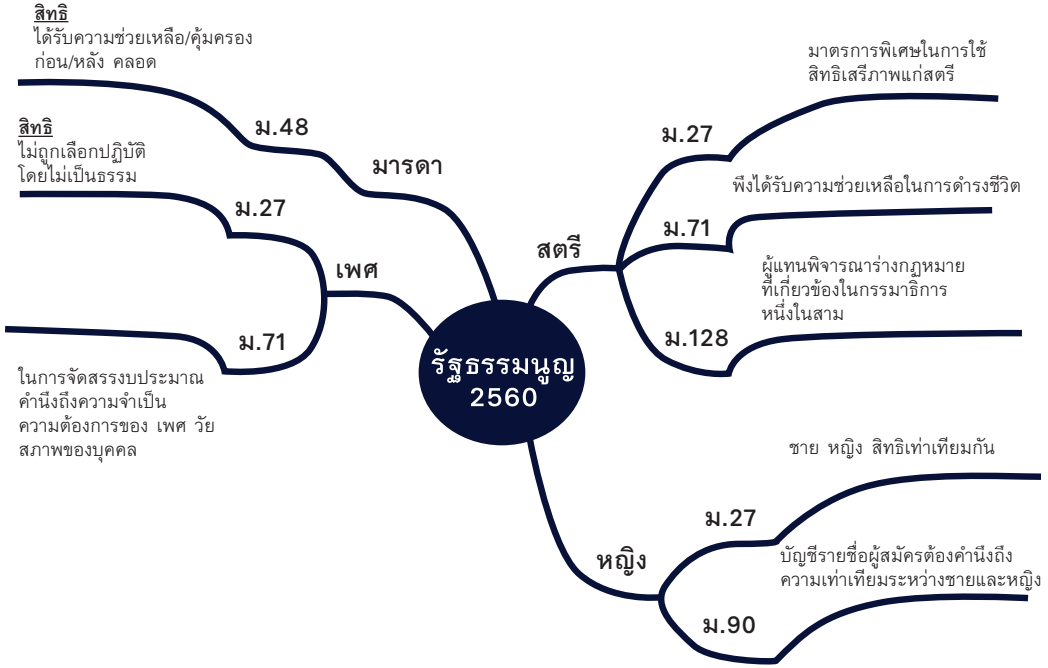 สิทธิ
ได้รับความช่วยเหลือ/คุ้มครอง
ก่อน/หลัง คลอด
ม.48
มารดา
สิทธิ
ไม่ถูกเลือกปฏิบัติ
โดยไม่เป็นธรรม
ม.27
เพศ
ม.71
ในการจัดสรรงบประมาณ
คำนึงถึงความจำเป็น
ความต้องการของ เพศ วัย
สภาพของบุคคล
รัฐธรรมนูญ
2560
สตรี
ม.27
มาตรการพิเศษในการใช้
สิทธิเสรีภาพแก่สตรี
ม.71
พึงได้รับความช่วยเหลือในการดำรงชีวิต
ม.128
ผู้แทนพิจารณาร่างกฏหมาย
ที่เกี่ยวข้องในกรรมาธิการ
หนึ่งในสาม
หญิง
ม.27
ชาย หญิง สิทธิเท่าเทียมกัน
ม.90
บัญชีรายชื่อผู้สมัครต้องคำนึงถึง
ความเท่าเทียมระหว่างชายและหญิง